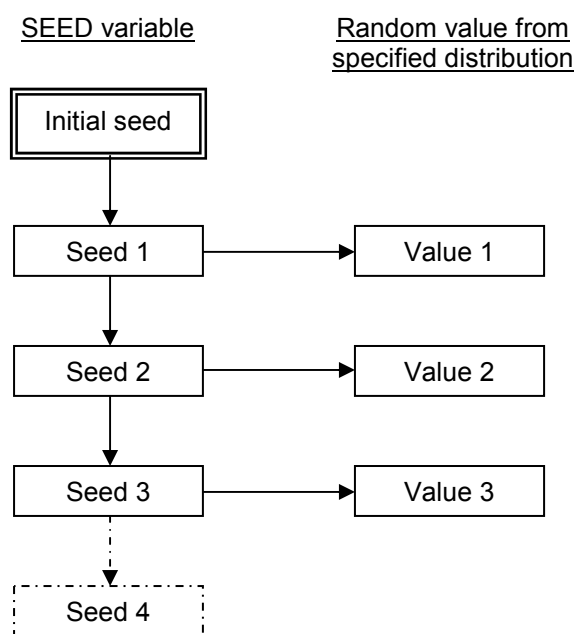 SEED variable
Random value from
specified distribution
Initial seed
Seed 1
Value 1
Seed 2
Value 2
Seed 3
Value 3
Seed 4